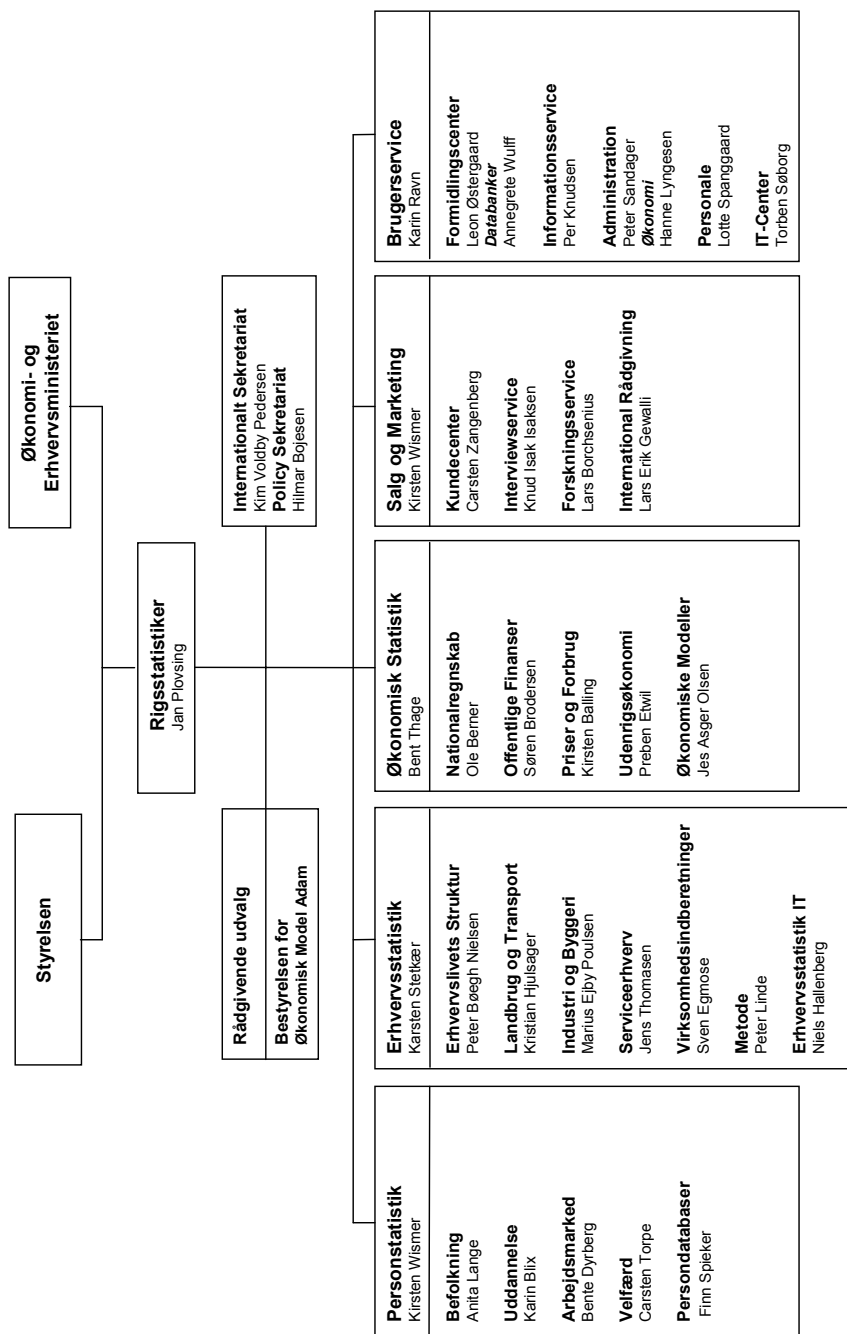 Styrelsen
Økonomi- og
Erhvervsministeriet
Rigsstatistiker
Jan Plovsing
Rådgivende udvalg
Bestyrelsen for
Økonomisk Model Adam
Internationalt Sekretariat
Kim Voldby Pedersen
Policy Sekretariat
Hilmar Bojesen
Personstatistik
Kirsten Wismer
Befolkning
Anita Lange
Uddannelse
Karin Blix
Arbejdsmarked
Bente Dyrberg
Velfærd
Carsten Torpe
Persondatabaser
Finn Spieker
Erhvervsstatistik
Karsten Stetkær
Erhvervslivets Struktur
Peter Bøegh Nielsen
Landbrug og Transport
Kristian Hjulsager
Industri og Byggeri
Marius Ejby Poulsen
Serviceerhverv
Jens Thomasen
Virksomhedsindberetninger
Sven Egmose
Metode
Peter Linde
Erhvervsstatistik IT
Niels Hallenberg
Økonomisk Statistik
Bent Thage
Nationalregnskab
Ole Berner
Offentlige Finanser
Søren Brodersen
Priser og Forbrug
Kirsten Balling
Udenrigsøkonomi
Preben Etwil
Økonomiske Modeller
Jes Asger Olsen
Salg og Marketing
Kirsten Wismer
Kundecenter
Carsten Zangenberg
Interviewservice
Knud Isak Isaksen
Forskningsservice
Lars Borchsenius
International Rådgivning
Lars Erik Gewalli
Brugerservice
Karin Ravn
Formidlingscenter
Leon Østergaard
Databanker
Annegrete Wulff
Informationsservice
Per Knudsen
Administration
Peter Sandager
Økonomi
Hanne Lyngesen
Personale
Lotte Spanggaard
IT-Center
Torben Søborg